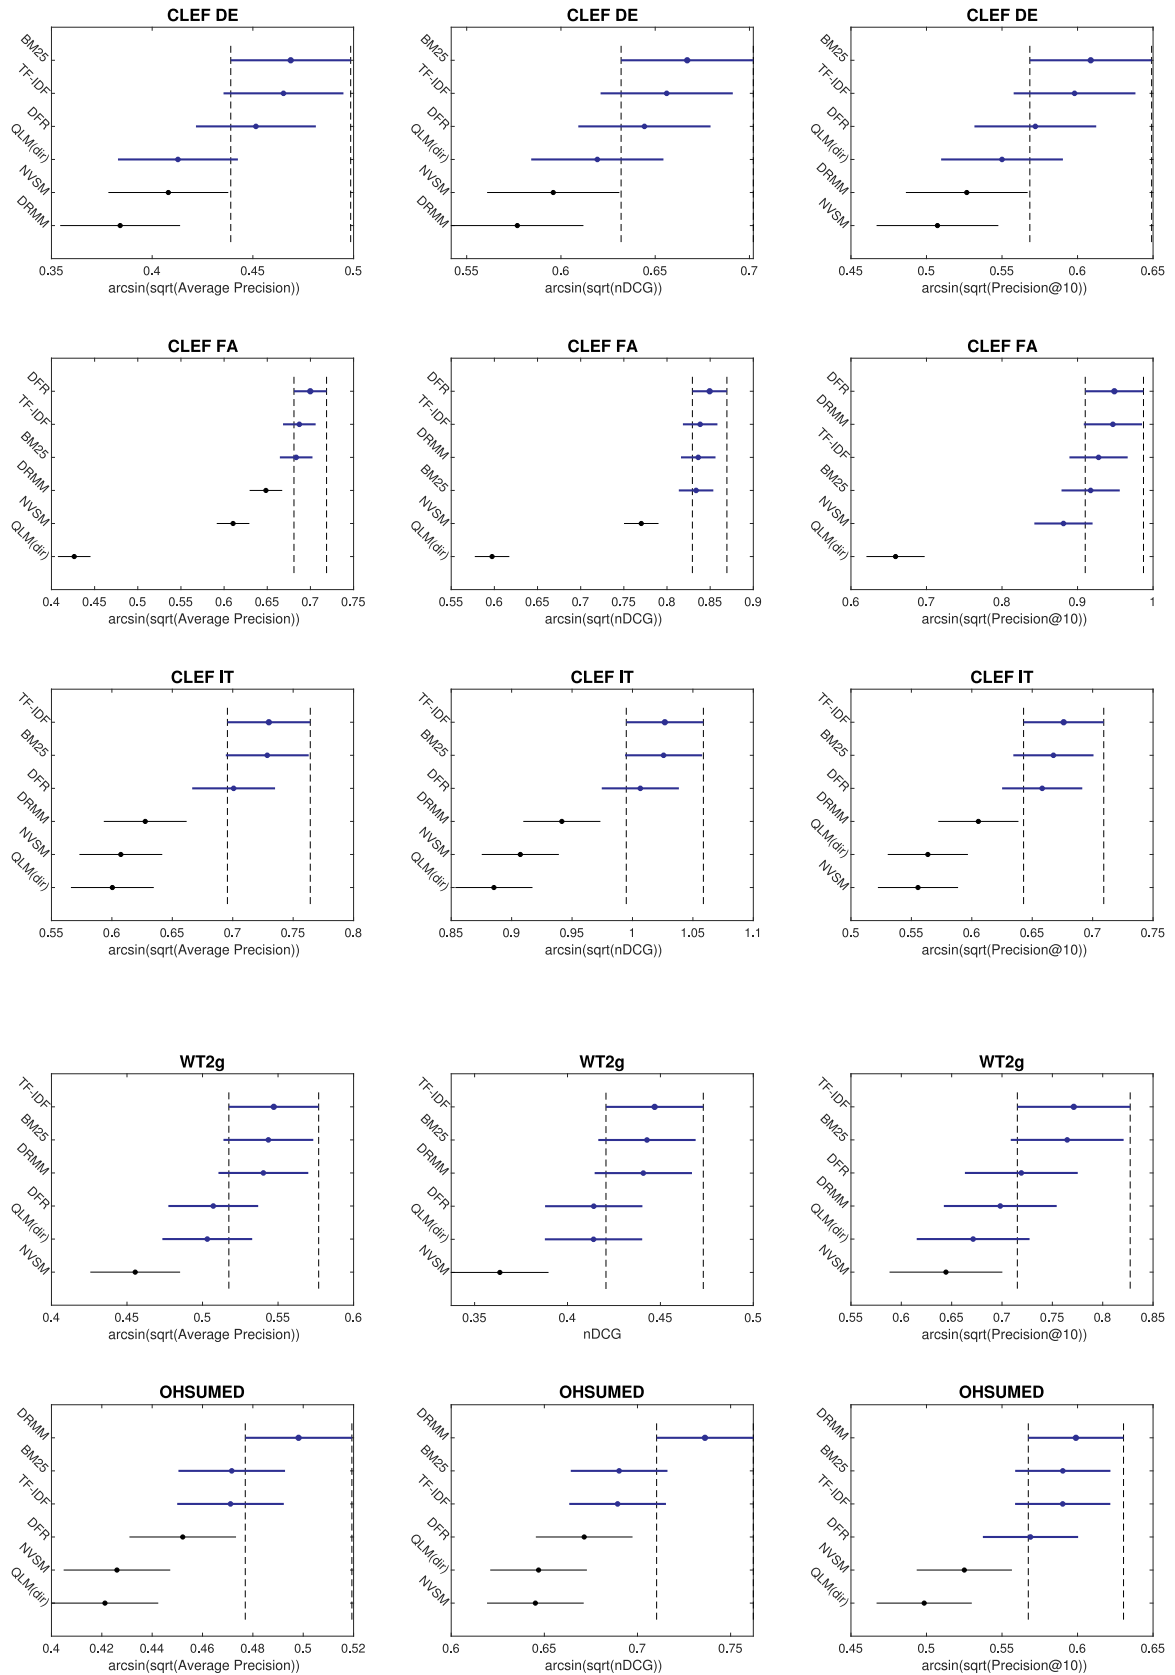 CLEF DE
BM25
TF-IDF
DFR
QLM(dir)
NVSM
DRMM
0.35 0.4 0.45 0.5
arcsin(sqrt(Average Precision))
CLEF DE
BM25
TF-IDF
DFR
QLM(dir)
NVSM
DRMM
0.55 0.6 0.65 0.7
arcsin(sqrt(nDCG))
CLEF DE
BM25
TF-IDF
DFR
QLM(dir)
DRMM
NVSM
0.45 0.5 0.55 0.6 0.65
arcsin(sqrt(Precision@10))
CLEF FA
DFR
TF-IDF
BM25
DRMM
NVSM
QLM(dir)
0.4 0.45 0.5 0.55 0.6 0.65 0.7 0.75
arcsin(sqrt(Average Precision))
CLEF FA
DFR
TF-IDF
DRMM
BM25
NVSM
QLM(dir)
0.55 0.6 0.65 0.7 0.75 0.8 0.85 0.9
arcsin(sqrt(nDCG))
CLEF FA
DFR
DRMM
TF-IDF
BM25
NVSM
QLM(dir)
0.6 0.7 0.8 0.9 1
arcsin(sqrt(Precision@10))
CLEF IT
TF-IDF
BM25
DFR
DRMM
NVSM
QLM(dir)
0.55 0.6 0.65 0.7 0.75 0.8
arcsin(sqrt(Average Precision))
CLEF IT
TF-IDF
BM25
DFR
DRMM
NVSM
QLM(dir)
0.85 0.9 0.95 1 1.05 1.1
arcsin(sqrt(nDCG))
CLEF IT
TF-IDF
BM25
DFR
DRMM
QLM(dir)
NVSM
0.5 0.55 0.6 0.65 0.7 0.75
arcsin(sqrt(Precision@10))
WT2g
TF-IDF
BM25
DRMM
DFR
QLM(dir)
NVSM
0.4 0.45 0.5 0.55 0.6
arcsin(sqrt(Average Precision))
WT2g
TF-IDF
BM25
DRMM
DFR
QLM(dir)
NVSM
0.35 0.4 0.45 0.5
nDCG
WT2g
TF-IDF
BM25
DFR
DRMM
QLM(dir)
NVSM
0.55 0.6 0.65 0.7 0.75 0.8 0.85
arcsin(sqrt(Precision@10))
OHSUMED
DRMM
BM25
TF-IDF
DFR
NVSM
QLM(dir)
0.4 0.42 0.44 0.46 0.48 0.5 0.52
arcsin(sqrt(Average Precision))
OHSUMED
DRMM
BM25
TF-IDF
DFR
QLM(dir)
NVSM
0.6 0.65 0.7 0.75
arcsin(sqrt(nDCG))
OHSUMED
DRMM
BM25
TF-IDF
DFR
NVSM
QLM(dir)
0.45 0.5 0.55 0.6 0.65
arcsin(sqrt(Precision@10))